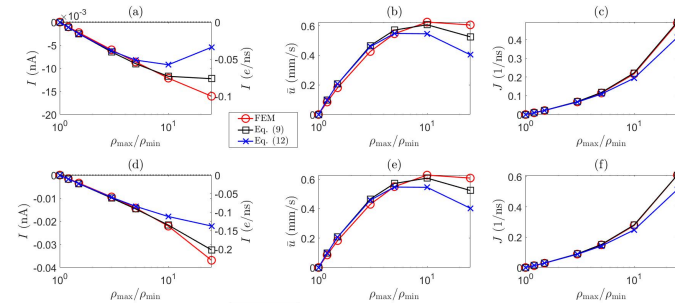 (a)
×10⁻³
0
-5
-10
-15
-20
I (nA)
0
-0.05
-0.1
I (e/ns)
10⁰
10¹
ρmax/ρmin
(b)
0.6
0.4
0.2
0
ū (mm/s)
10⁰
10¹
ρmax/ρmin
(c)
0.4
0.2
0
J (1/ns)
10⁰
10¹
ρmax/ρmin
FEM
Eq. (9)
Eq. (12)
(d)
0
-0.01
-0.02
-0.03
-0.04
I (nA)
0
-0.05
-0.1
-0.15
-0.2
I (e/ns)
10⁰
10¹
ρmax/ρmin
(e)
0.6
0.4
0.2
0
ū (mm/s)
10⁰
10¹
ρmax/ρmin
(f)
0.6
0.4
0.2
0
J (1/ns)
10⁰
10¹
ρmax/ρmin